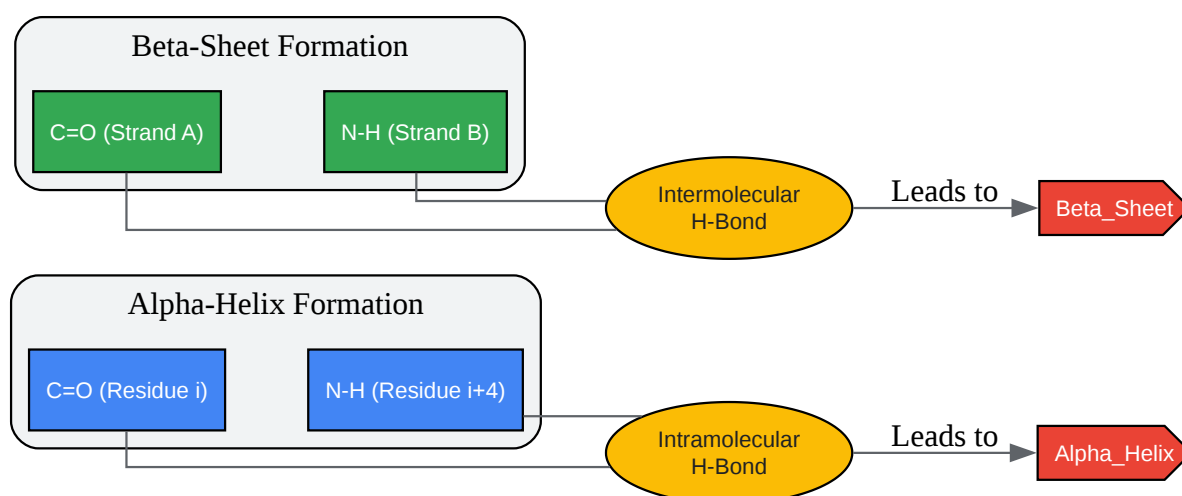 Beta-Sheet Formation
C=O (Strand A)
N-H (Strand B)
Intermolecular
H-Bond
Leads to
Beta_Sheet
Alpha-Helix Formation
C=O (Residue i)
N-H (Residue i+4)
Intramolecular
H-Bond
Leads to
Alpha_Helix